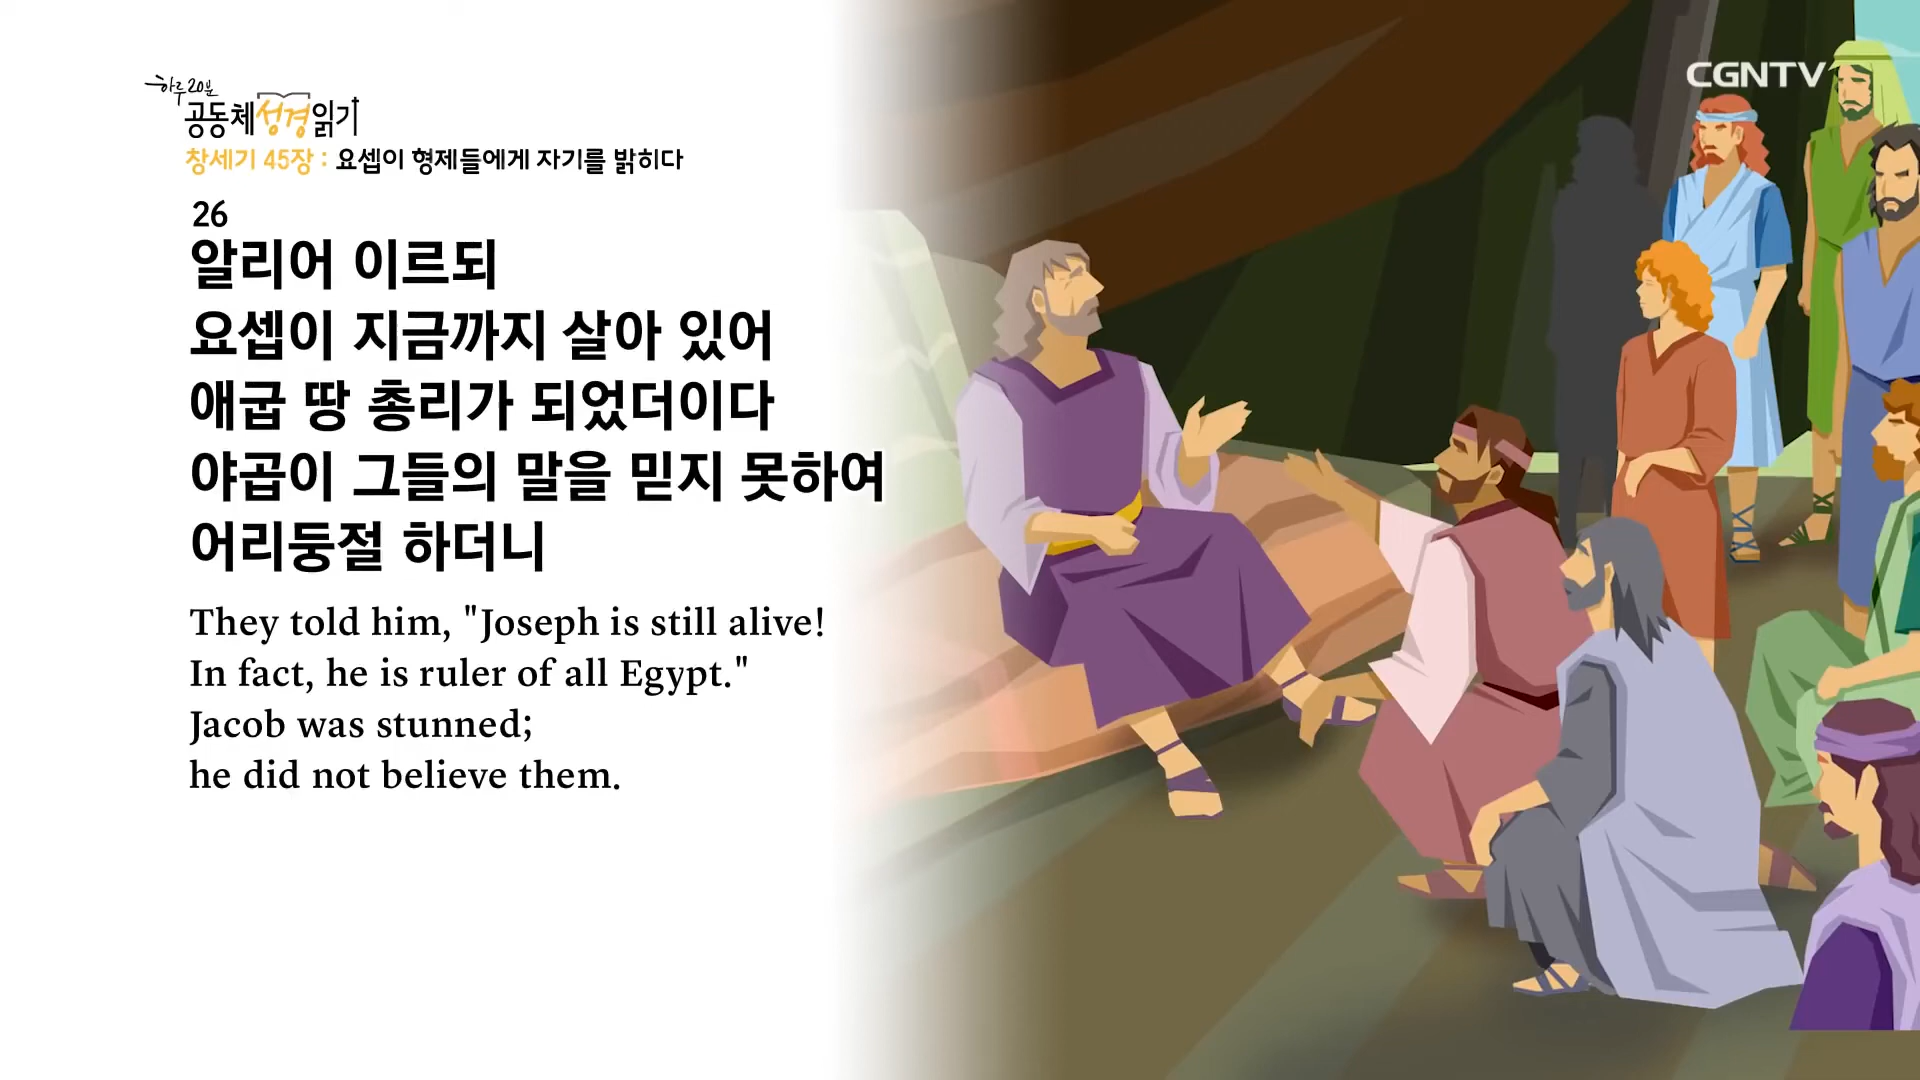 하루 20분
공동체성경읽기
CGNTV
창세기 45장 : 요셉이 형제들에게 자기를 밝히다
26
알리어 이르되
요셉이 지금까지 살아 있어
애굽 땅 총리가 되었더이다
야곱이 그들의 말을 믿지 못하여
어리둥절 하더니
They told him, "Joseph is still alive!
In fact, he is ruler of all Egypt."
Jacob was stunned;
he did not believe them.